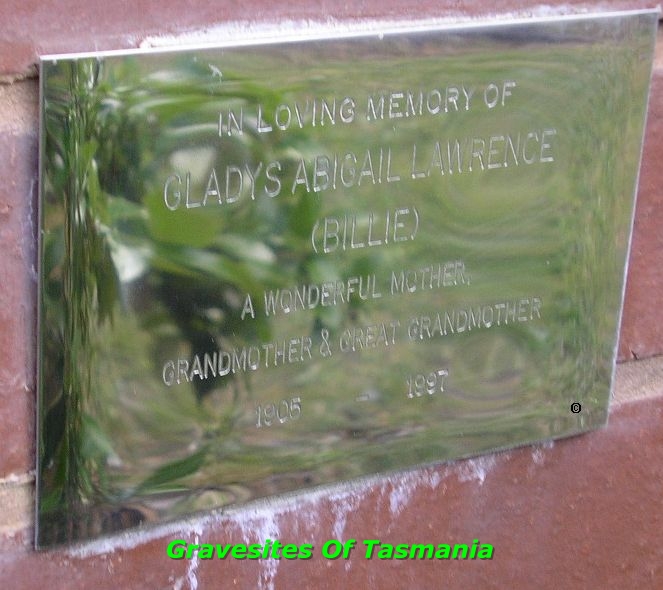 IN LOVING MEMORY OF
GLADYS ABIGAIL LAWRENCE
(BILLIE)
A WONDERFUL MOTHER,
GRANDMOTHER & GREAT GRANDMOTHER
1905 - 1997
©
Gravesites Of Tasmania